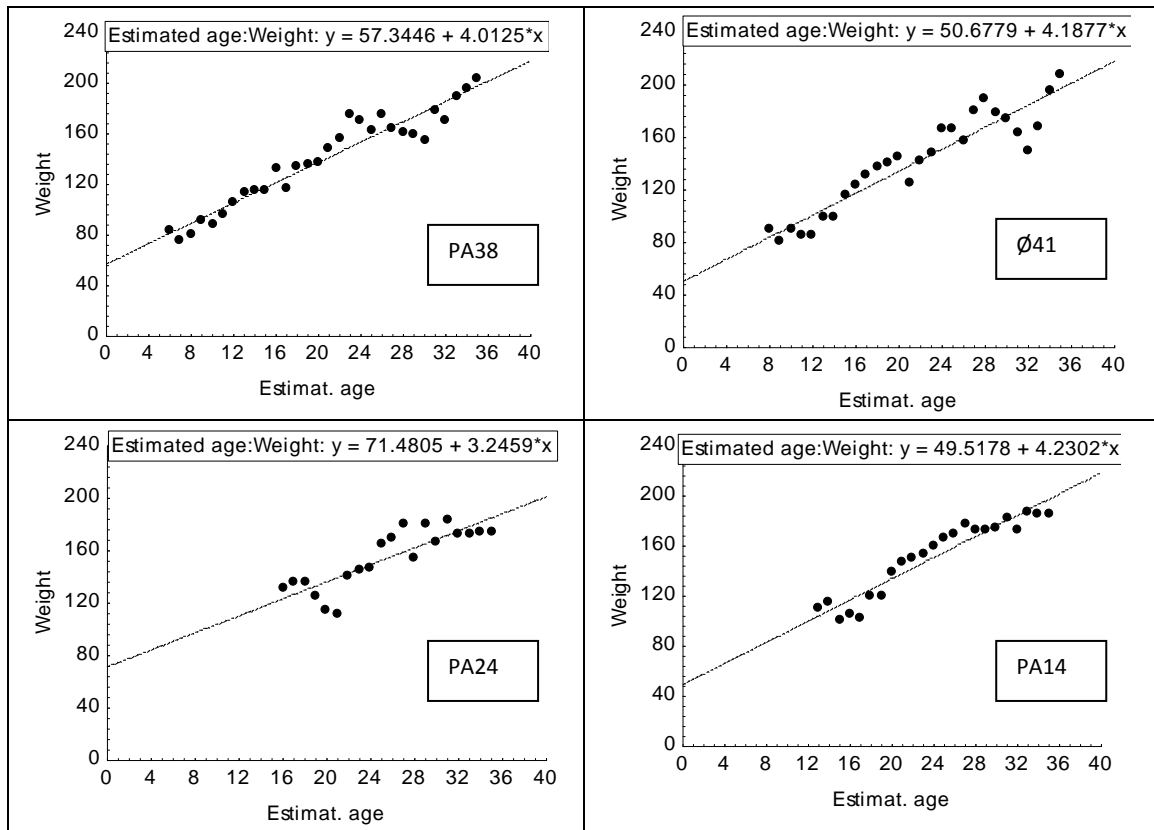 Estimated age:Weight: y = 57.3446 + 4.0125*x
240
200
160
120
80
40
0
Weight
PA38
0 4 8 12 16 20 24 28 32 36 40
Estimat. age
Estimated age:Weight: y = 50.6779 + 4.1877*x
240
200
160
120
80
40
0
Weight
Ø41
0 4 8 12 16 20 24 28 32 36 40
Estimat. age
Estimated age:Weight: y = 71.4805 + 3.2459*x
240
200
160
120
80
40
0
Weight
PA24
0 4 8 12 16 20 24 28 32 36 40
Estimat. age
Estimated age:Weight: y = 49.5178 + 4.2302*x
240
200
160
120
80
40
0
Weight
PA14
0 4 8 12 16 20 24 28 32 36 40
Estimat. age